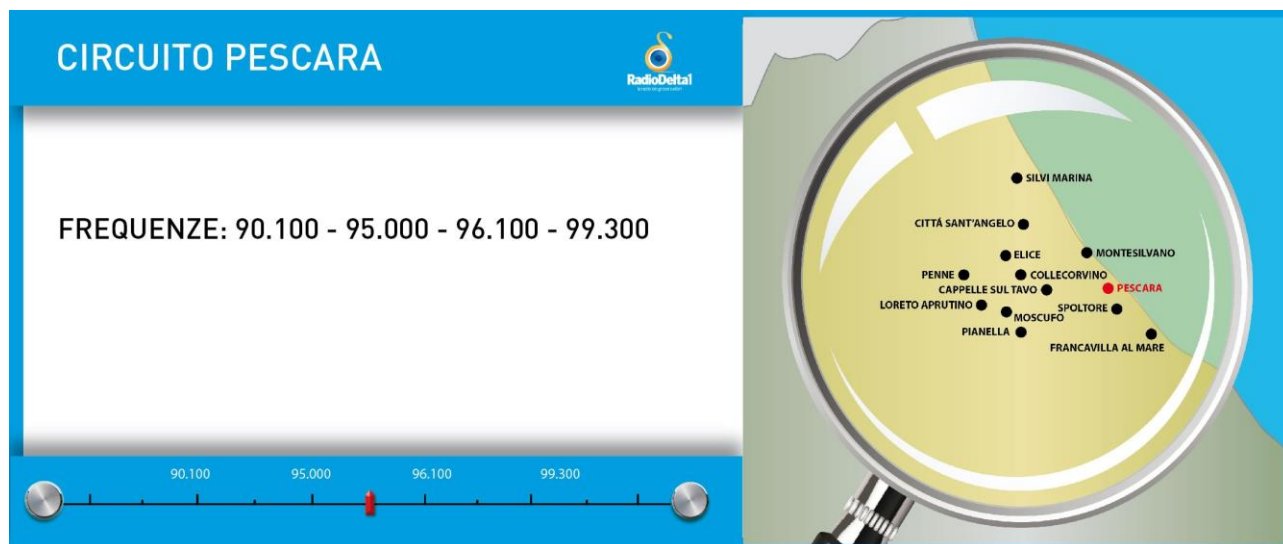 CIRCUITO PESCARA
RadioDelta1
FREQUENZE: 90.100 - 95.000 - 96.100 - 99.300
90.100 95.000 96.100 99.300
SILVI MARINA
CITTÁ SANT'ANGELO
ELICE
MONTESILVANO
PENNE
COLLECORVINO
CAPPELLE SUL TAVO
PESCARA
LORETO APRUTINO
SPOLTORE
MOSCUFO
PIANELLA
FRANCAVILLA AL MARE